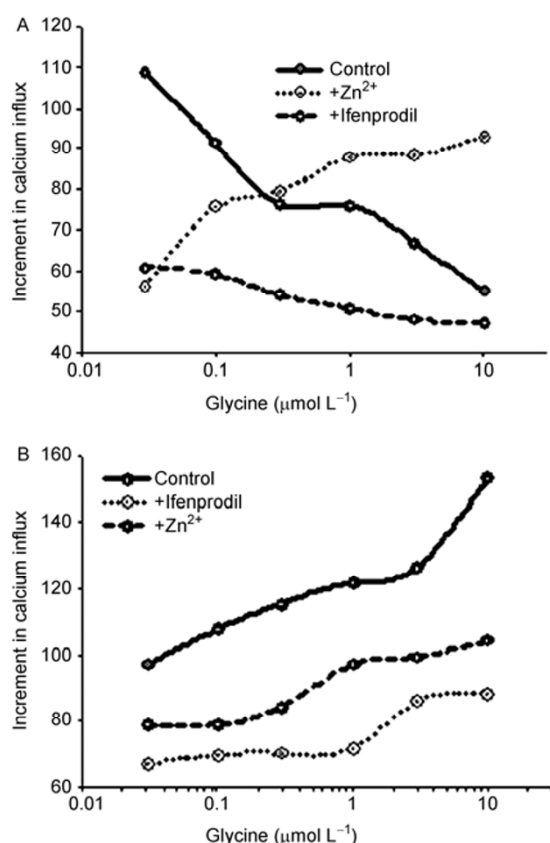 A
120
110
100
90
80
70
60
50
40
Increment in calcium influx
Control
+Zn²⁺
+Ifenprodil
0.01 0.1 1 10
Glycine (μmol L⁻¹)
B
160
140
120
100
80
60
Increment in calcium influx
Control
+Ifenprodil
+Zn²⁺
0.01 0.1 1 10
Glycine (μmol L⁻¹)